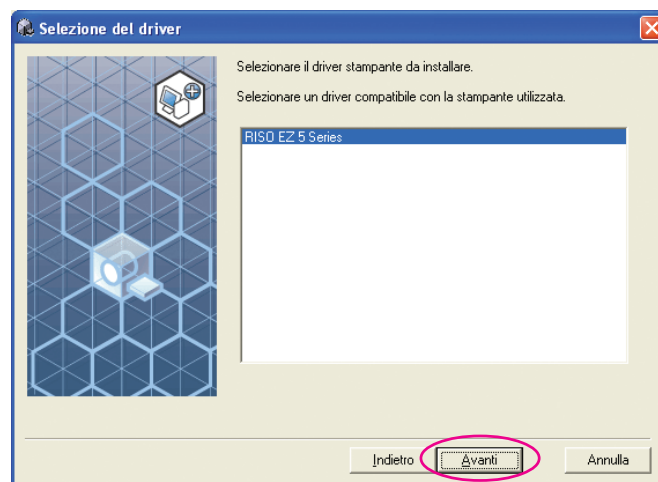 Selezione del driver
Selezionare il driver stampante da installare.
Selezionare un driver compatibile con la stampante utilizzata.
RISO EZ 5 Series
Indietro
Avanti
Annulla